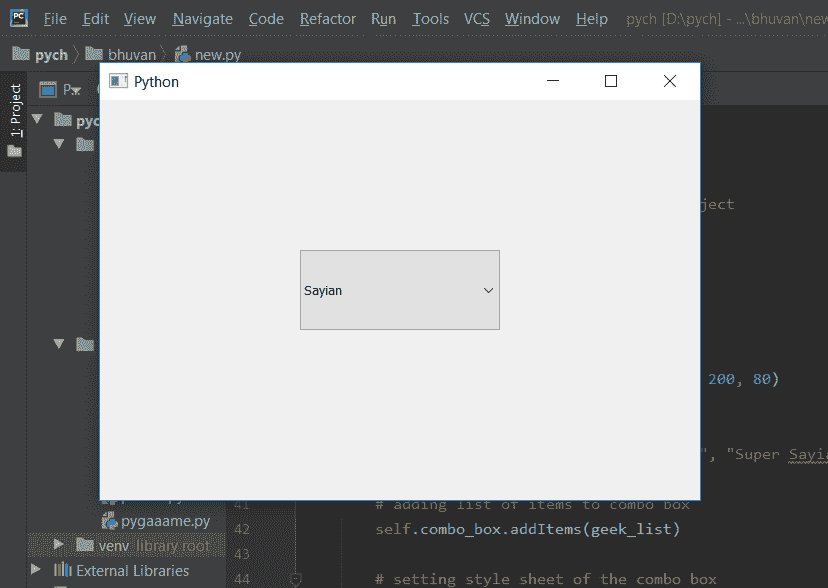 PC File Edit View Navigate Code Refactor Run Tools VCS Window Help pych [D:\pych] - ...\bhuvan\new
pych bhuvan new.py
Python
1: Project
P...
pyc
ject
Sayian
200, 80)
", "Super Sayia
41 # adding list of items to combo box
pygaaame.py
42 self.combo_box.addItems(geek_list)
venv library root
43
External Libraries
44 # setting style sheet of the combo box